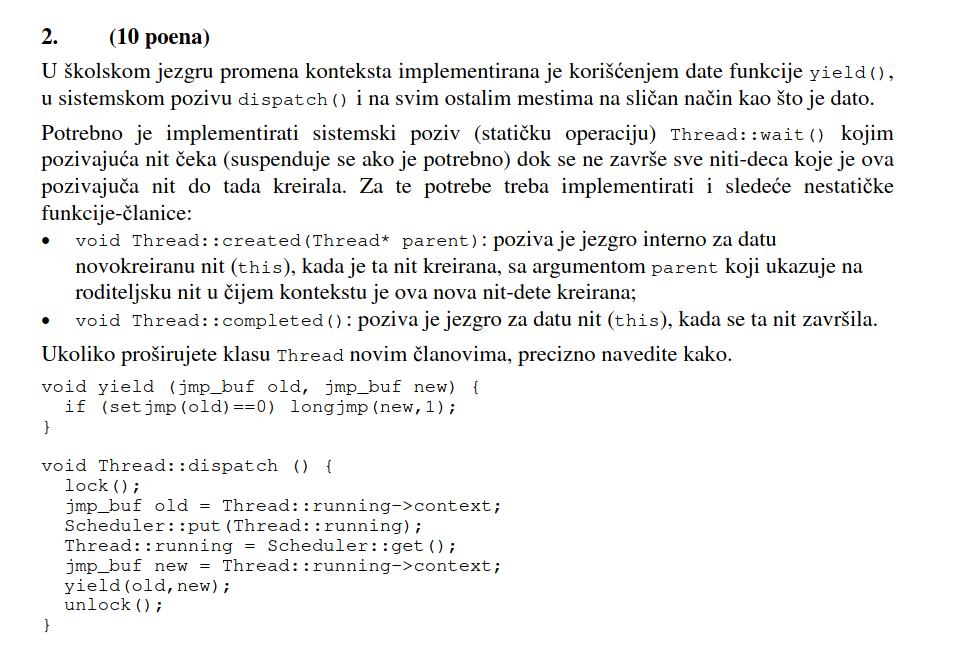 2. (10 poena)
U školskom jezgru promena konteksta implementirana je korišćenjem date funkcije yield(),
u sistemskom pozivu dispatch() i na svim ostalim mestima na sličan način kao što je dato.
Potrebno je implementirati sistemski poziv (statičku operaciju) Thread::wait() kojim
pozivajuća nit čeka (suspenduje se ako je potrebno) dok se ne završe sve niti-deca koje je ova
pozivajuča nit do tada kreirala. Za te potrebe treba implementirati i sledeće nestatičke
funkcije-članice:
• void Thread::created(Thread* parent): poziva je jezgro interno za datu
novokreiranu nit (this), kada je ta nit kreirana, sa argumentom parent koji ukazuje na
roditeljsku nit u čijem kontekstu je ova nova nit-dete kreirana;
• void Thread::completed(): poziva je jezgro za datu nit (this), kada se ta nit završila.
Ukoliko proširujete klasu Thread novim članovima, precizno navedite kako.
void yield (jmp_buf old, jmp_buf new) {
  if (setjmp(old)==0) longjmp(new,1);
}
void Thread::dispatch () {
  lock();
  jmp_buf old = Thread::running->context;
  Scheduler::put(Thread::running);
  Thread::running = Scheduler::get();
  jmp_buf new = Thread::running->context;
  yield(old,new);
  unlock();
}